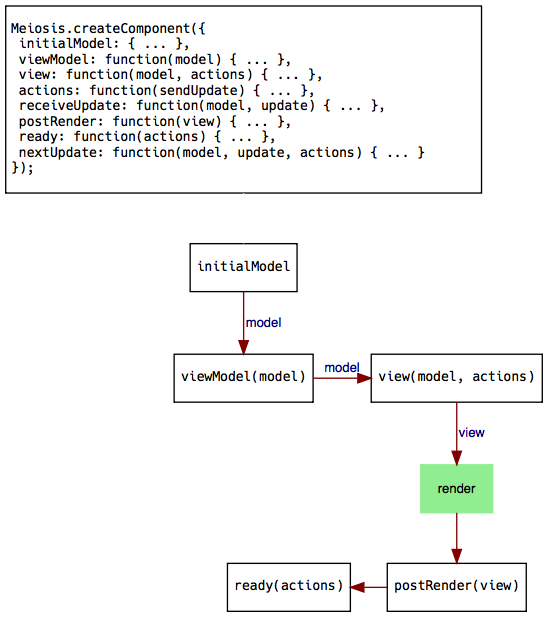 Meiosis.createComponent({
 initialModel: { ... },
 viewModel: function(model) { ... },
 view: function(model, actions) { ... },
 actions: function(sendUpdate) { ... },
 receiveUpdate: function(model, update) { ... },
 postRender: function(view) { ... },
 ready: function(actions) { ... },
 nextUpdate: function(model, update, actions) { ... }
});
initialModel
model
viewModel(model)
model
view(model, actions)
view
render
ready(actions)
postRender(view)